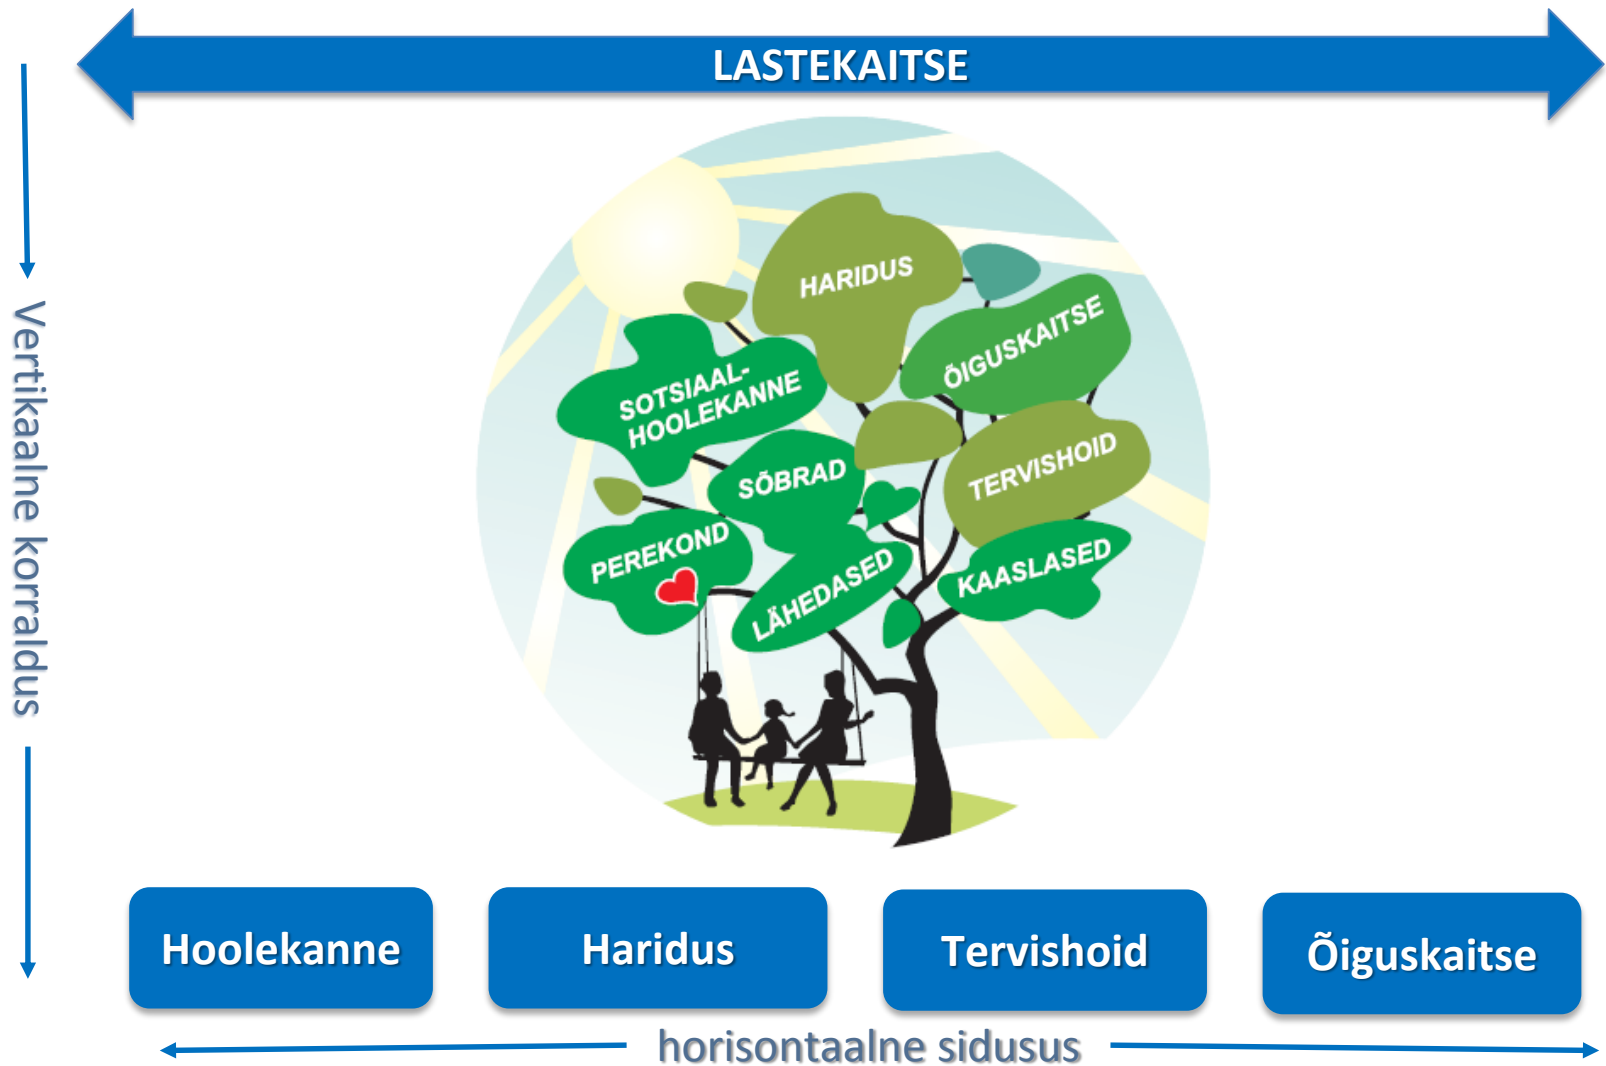 LASTEKAITSE
Vertikaalne korraldus
HARIDUS
ÕIGUSKAITSE
SOTSIAAL-
HOOLEKANNE
SÕBRAD
TERVISHOID
PEREKOND
LÄHEDASED
KAASLASED
Hoolekanne
Haridus
Tervishoid
Õiguskaitse
horisontaalne sidusus